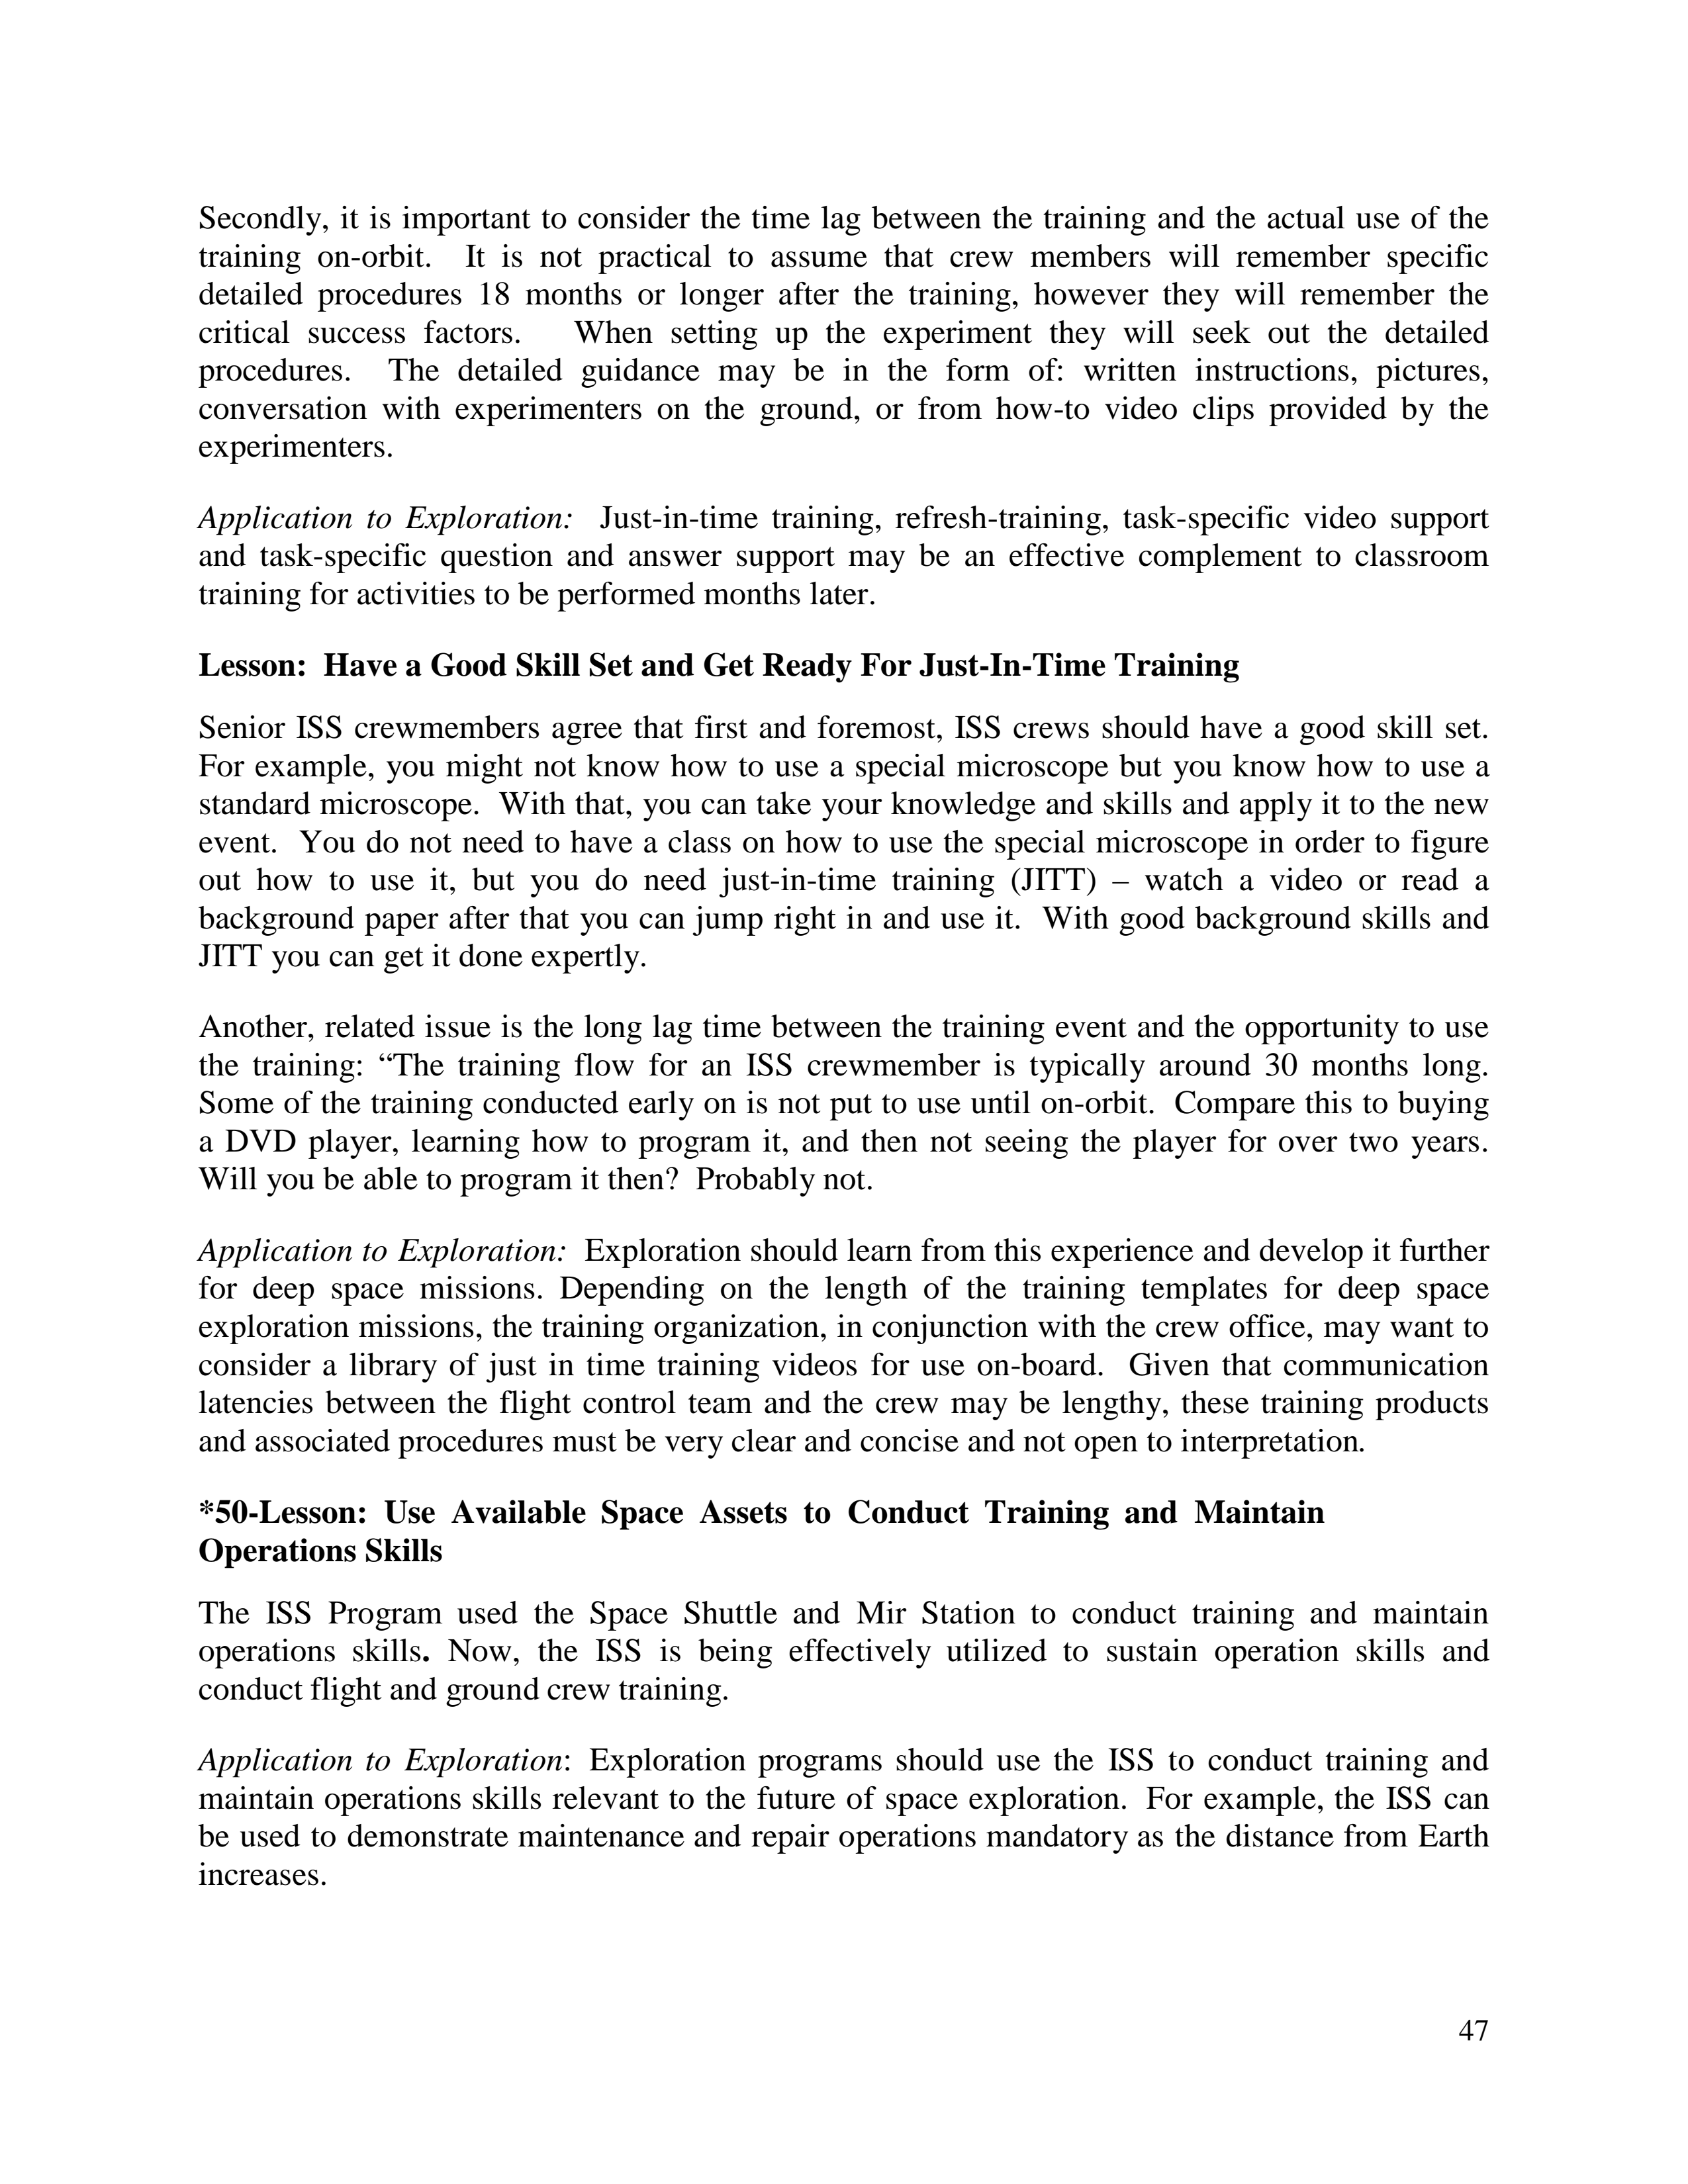 Secondly, it is important to consider the time lag between the training and the actual use of the
training on-orbit. It is not practical to assume that crew members will remember specific
detailed procedures 18 months or longer after the training, however they will remember the
critical success factors. When setting up the experiment they will seek out the detailed
procedures. The detailed guidance may be in the form of: written instructions, pictures,
conversation with experimenters on the ground, or from how-to video clips provided by the
experimenters.
Application to Exploration: Just-in-time training, refresh-training, task-specific video support
and task-specific question and answer support may be an effective complement to classroom
training for activities to be performed months later.
Lesson: Have a Good Skill Set and Get Ready For Just-In-Time Training
Senior ISS crewmembers agree that first and foremost, ISS crews should have a good skill set.
For example, you might not know how to use a special microscope but you know how to use a
standard microscope. With that, you can take your knowledge and skills and apply it to the new
event. You do not need to have a class on how to use the special microscope in order to figure
out how to use it, but you do need just-in-time training (JITT) – watch a video or read a
background paper after that you can jump right in and use it. With good background skills and
JITT you can get it done expertly.
Another, related issue is the long lag time between the training event and the opportunity to use
the training: “The training flow for an ISS crewmember is typically around 30 months long.
Some of the training conducted early on is not put to use until on-orbit. Compare this to buying
a DVD player, learning how to program it, and then not seeing the player for over two years.
Will you be able to program it then? Probably not.
Application to Exploration: Exploration should learn from this experience and develop it further
for deep space missions. Depending on the length of the training templates for deep space
exploration missions, the training organization, in conjunction with the crew office, may want to
consider a library of just in time training videos for use on-board. Given that communication
latencies between the flight control team and the crew may be lengthy, these training products
and associated procedures must be very clear and concise and not open to interpretation.
*50-Lesson: Use Available Space Assets to Conduct Training and Maintain
Operations Skills
The ISS Program used the Space Shuttle and Mir Station to conduct training and maintain
operations skills. Now, the ISS is being effectively utilized to sustain operation skills and
conduct flight and ground crew training.
Application to Exploration: Exploration programs should use the ISS to conduct training and
maintain operations skills relevant to the future of space exploration. For example, the ISS can
be used to demonstrate maintenance and repair operations mandatory as the distance from Earth
increases.
47